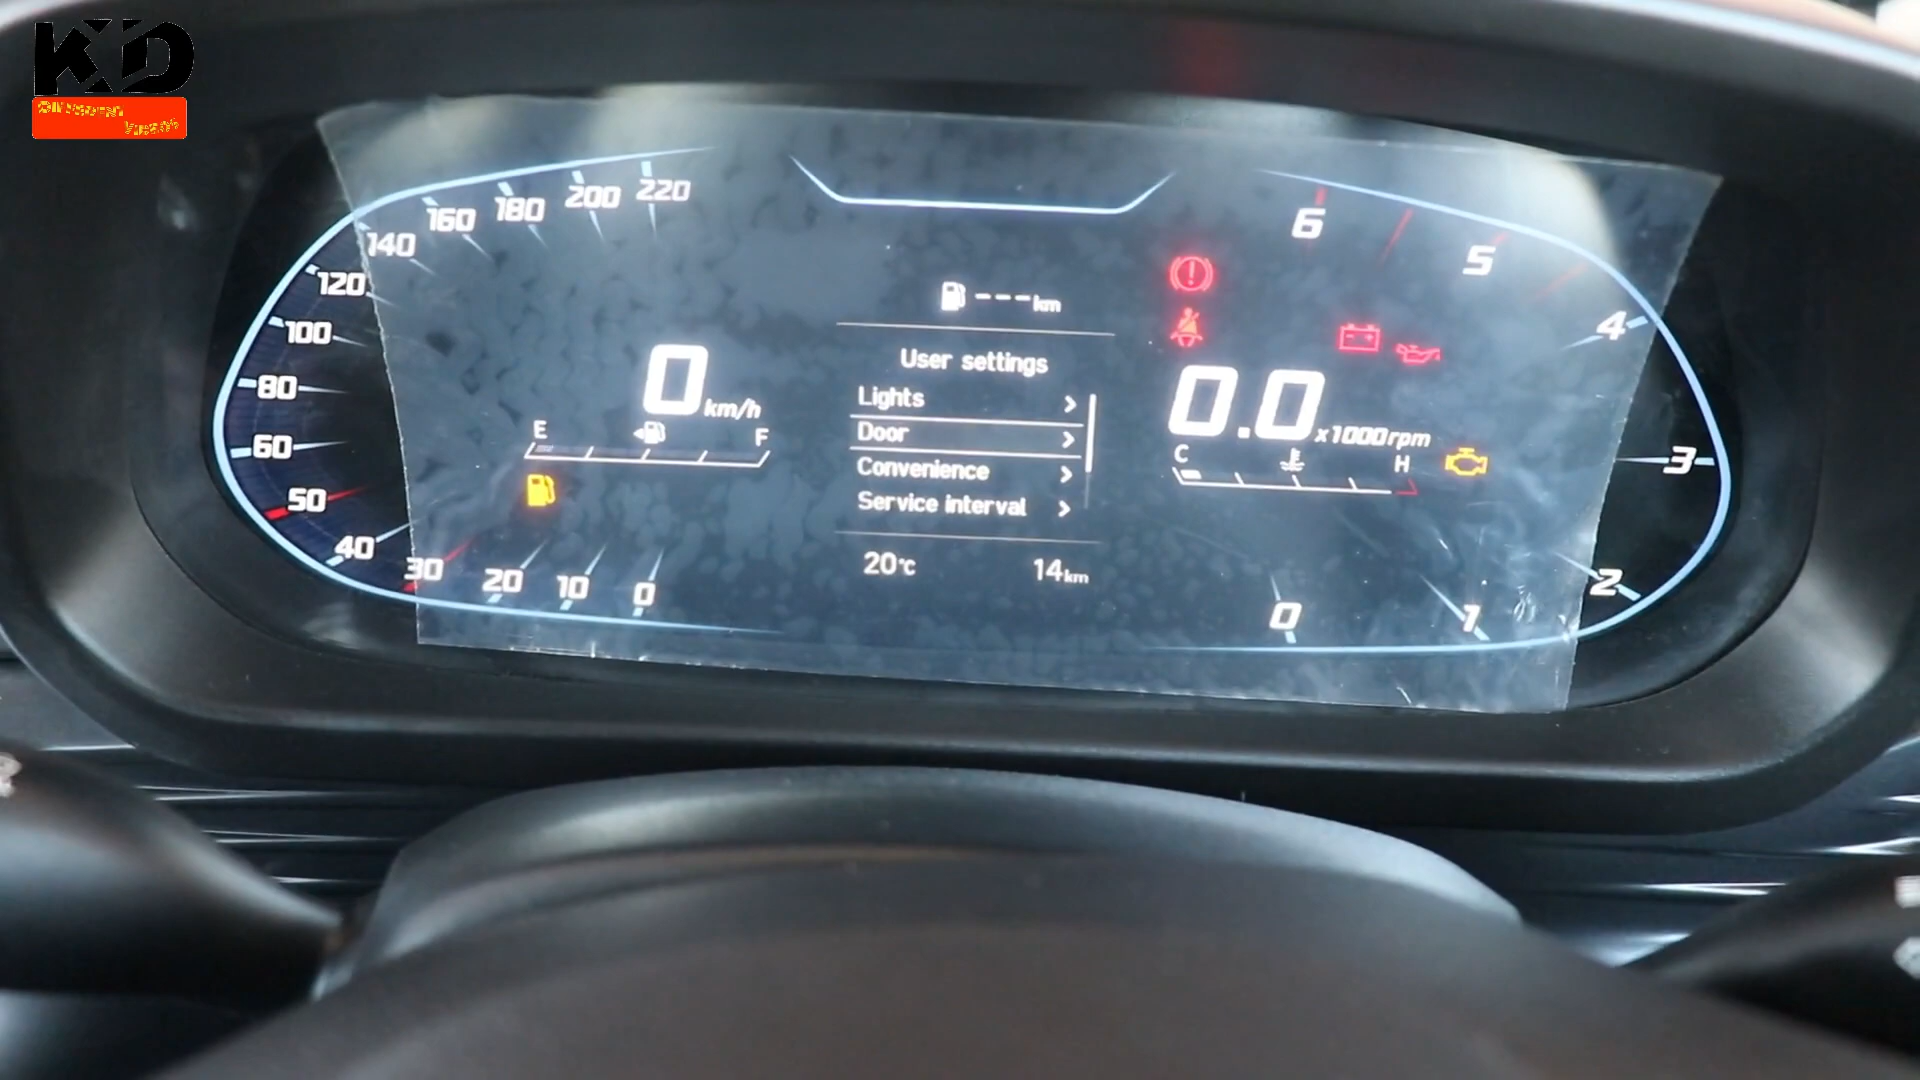 KD
220
200
180
160
140
120
100
80
60
50
40
30
20
10
0
---km
User settings
Lights >
Door >
Convenience >
Service interval >
20°C 14km
0 km/h
E F
0.0 x1000rpm
C H
6
5
4
3
2
1
0